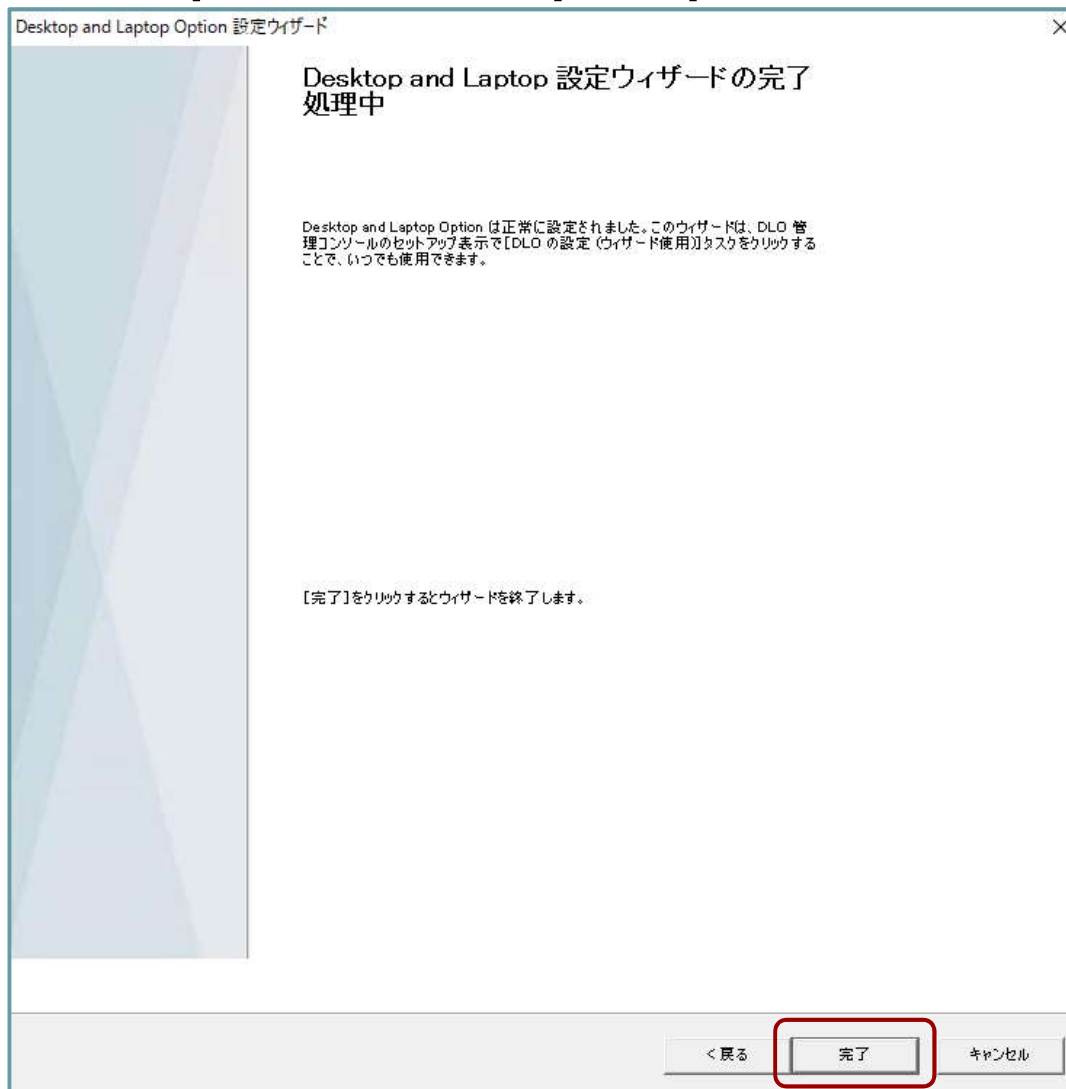 Desktop and Laptop Option 設定ウィザード
Desktop and Laptop 設定ウィザードの完了
処理中
Desktop and Laptop Option は正常に設定されました。このウィザードは、DLO 管
理コンソールのセットアップ表示で[DLO の設定 (ウィザード使用)]タスクをクリックする
ことで、いつでも使用できます。
[完了]をクリックするとウィザードを終了します。
< 戻る
完了
キャンセル